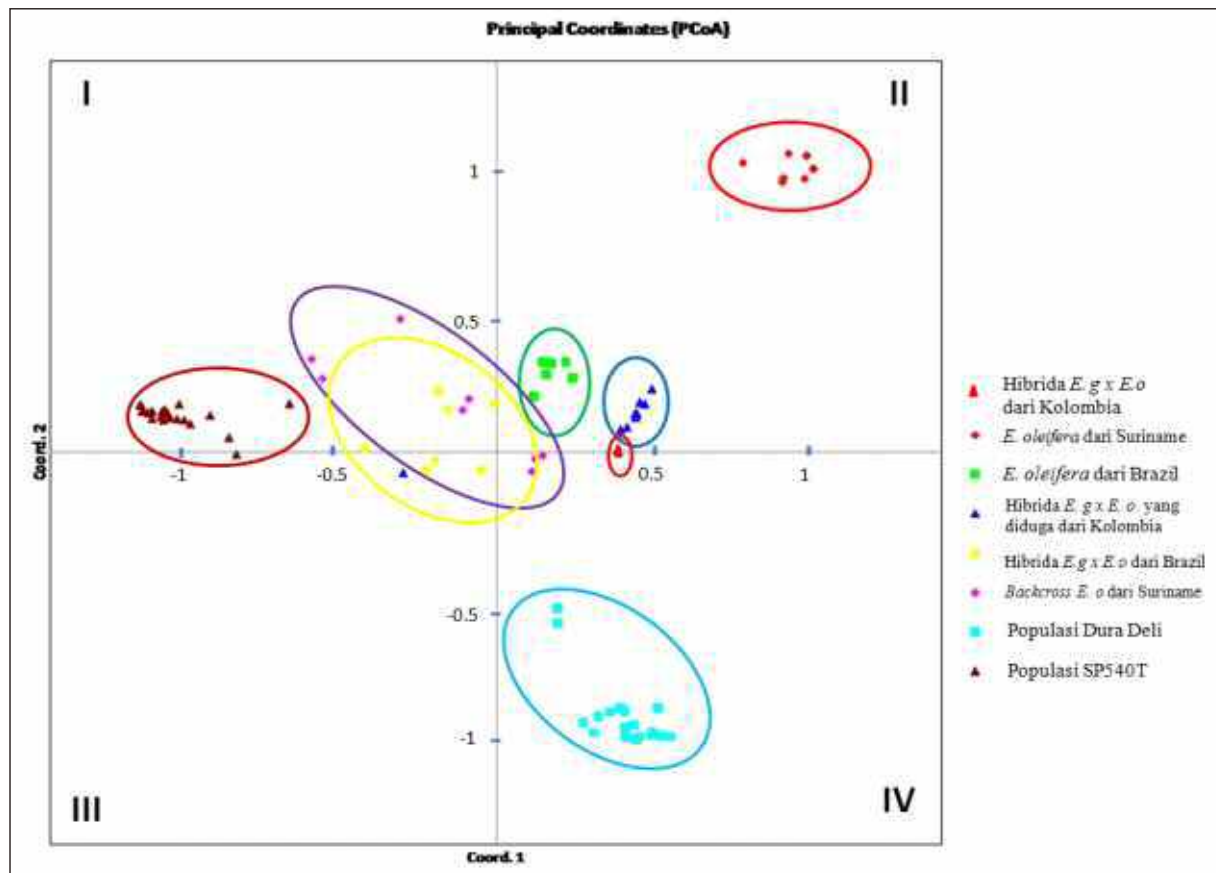 Principal Coordinates (PCoA)
I
II
1
0.5
-1
-0.5
0.5
1
-0.5
-1
III
IV
Coord. 2
Coord. 1
Hibrida E.g x E.o
dari Kolombia
E. oleifera dari Suriname
E. oleifera dari Brazil
Hibrida E.g x E. o. yang
diduga dari Kolombia
Hibrida E.g x E.o dari Brazil
Backcross E. o dari Suriname
Populasi Dura Deli
Populasi SP540T